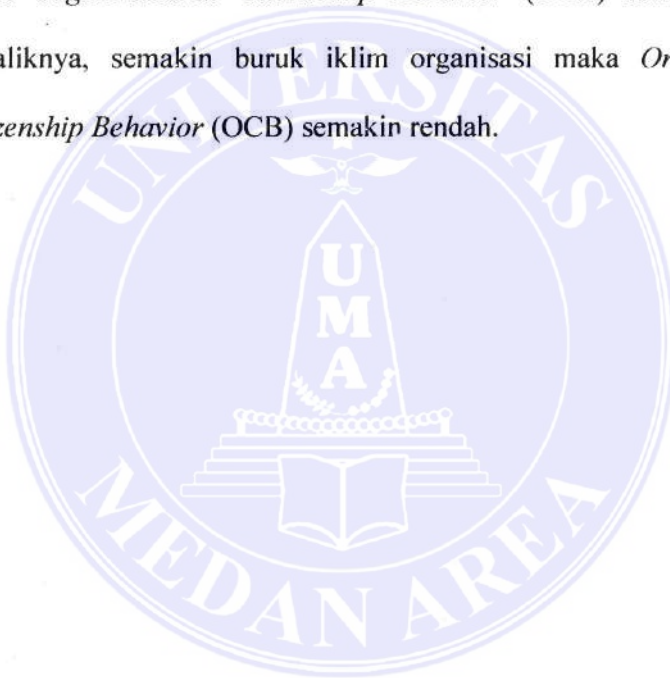 aliknya, semakin buruk iklim organisasi maka Or
zenship Behavior (OCB) semakin rendah.
UNIVERSITAS
UMA
MEDAN AREA